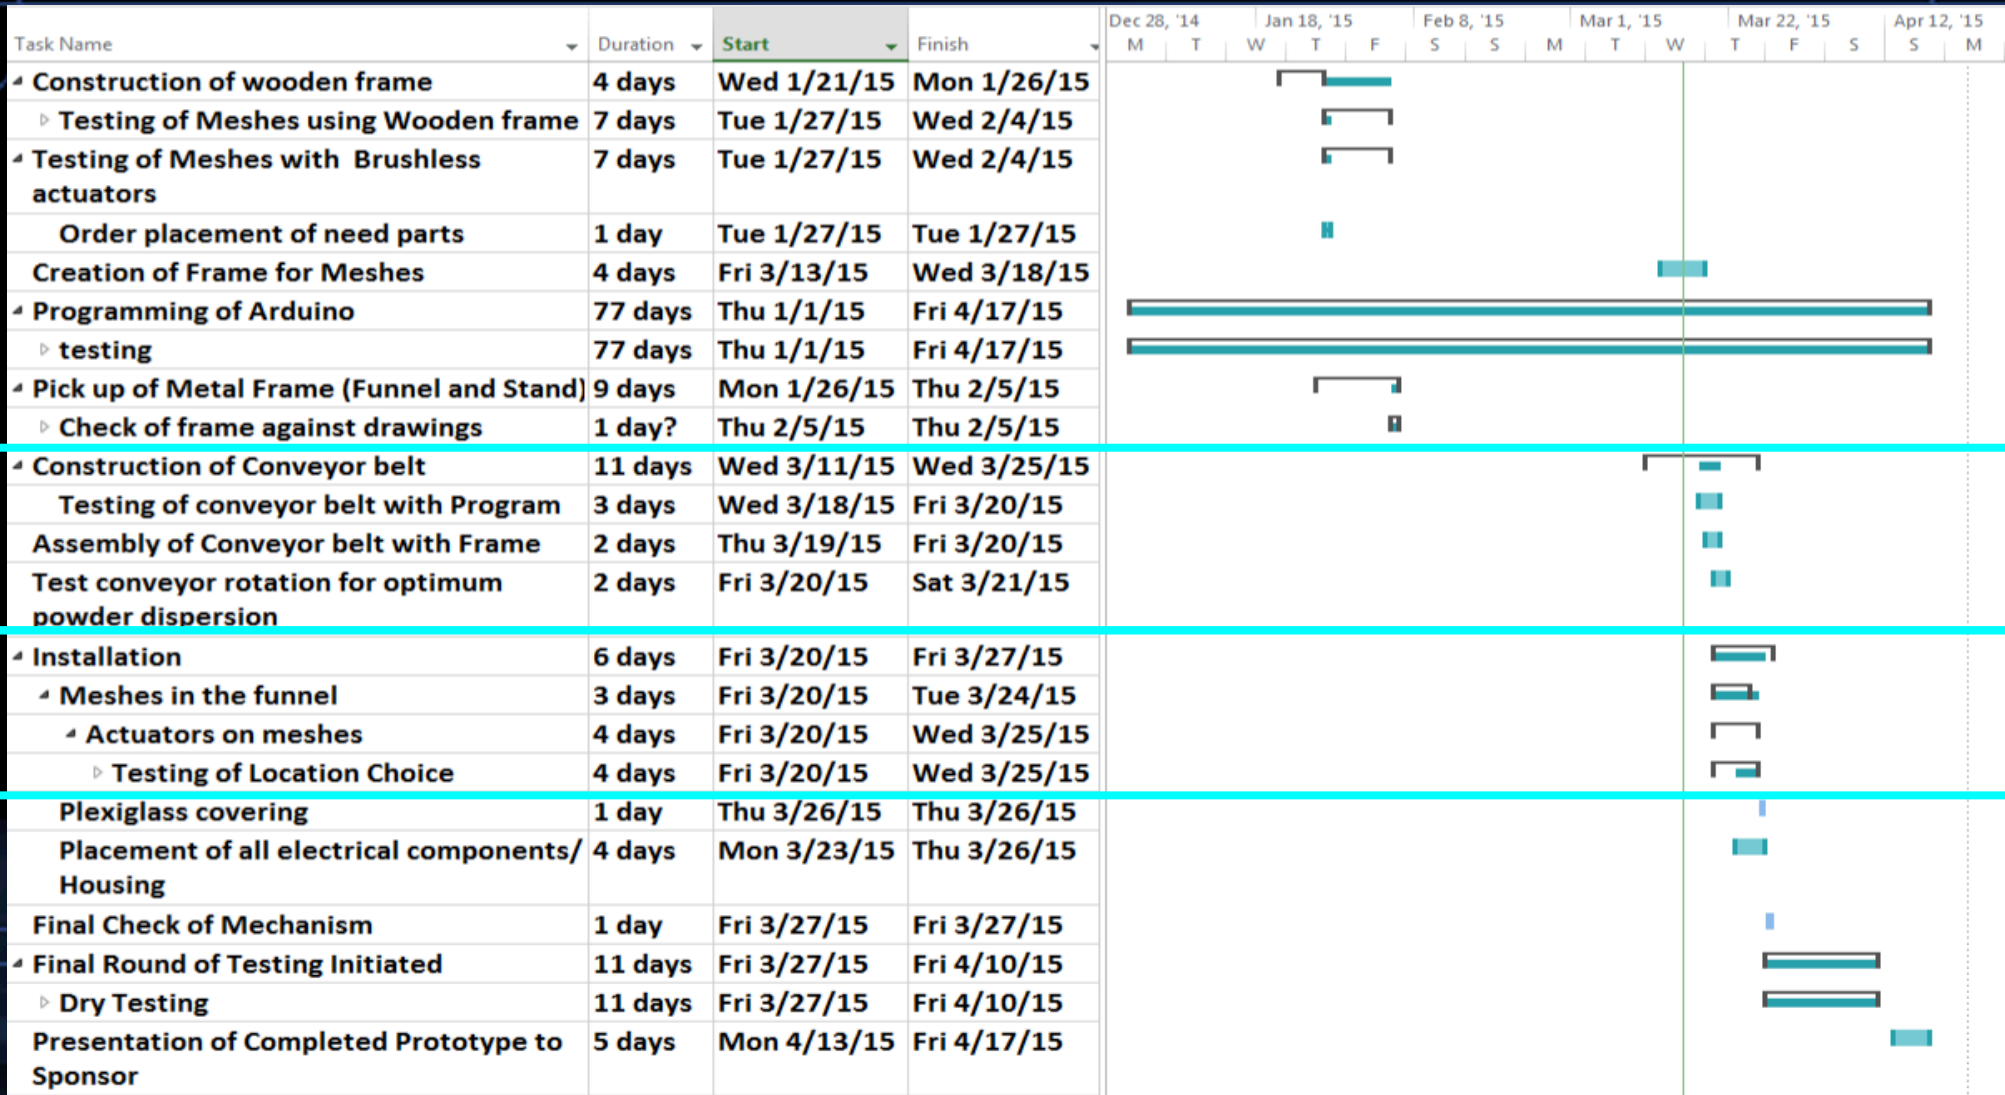 Dec 28, '14 Jan 18, '15 Feb 8, '15 Mar 1, '15 Mar 22, '15 Apr 12, '15
Task Name Duration Start Finish M T W T F S S M T W T F S S M
Construction of wooden frame 4 days Wed 1/21/15 Mon 1/26/15
Testing of Meshes using Wooden frame 7 days Tue 1/27/15 Wed 2/4/15
Testing of Meshes with Brushless 7 days Tue 1/27/15 Wed 2/4/15
actuators
Order placement of need parts 1 day Tue 1/27/15 Tue 1/27/15
Creation of Frame for Meshes 4 days Fri 3/13/15 Wed 3/18/15
Programming of Arduino 77 days Thu 1/1/15 Fri 4/17/15
testing 77 days Thu 1/1/15 Fri 4/17/15
Pick up of Metal Frame (Funnel and Stand) 9 days Mon 1/26/15 Thu 2/5/15
Check of frame against drawings 1 day? Thu 2/5/15 Thu 2/5/15
Construction of Conveyor belt 11 days Wed 3/11/15 Wed 3/25/15
Testing of conveyor belt with Program 3 days Wed 3/18/15 Fri 3/20/15
Assembly of Conveyor belt with Frame 2 days Thu 3/19/15 Fri 3/20/15
Test conveyor rotation for optimum 2 days Fri 3/20/15 Sat 3/21/15
powder dispersion
Installation 6 days Fri 3/20/15 Fri 3/27/15
Meshes in the funnel 3 days Fri 3/20/15 Tue 3/24/15
Actuators on meshes 4 days Fri 3/20/15 Wed 3/25/15
Testing of Location Choice 4 days Fri 3/20/15 Wed 3/25/15
Plexiglass covering 1 day Thu 3/26/15 Thu 3/26/15
Placement of all electrical components/ 4 days Mon 3/23/15 Thu 3/26/15
Housing
Final Check of Mechanism 1 day Fri 3/27/15 Fri 3/27/15
Final Round of Testing Initiated 11 days Fri 3/27/15 Fri 4/10/15
Dry Testing 11 days Fri 3/27/15 Fri 4/10/15
Presentation of Completed Prototype to 5 days Mon 4/13/15 Fri 4/17/15
Sponsor